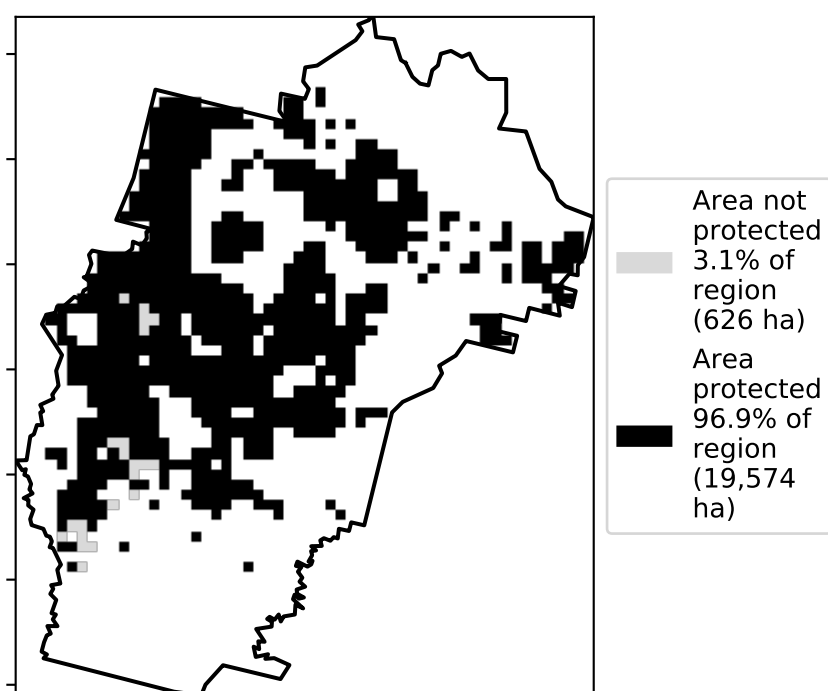 Area not
protected
3.1% of
region
(626 ha)
Area
protected
96.9% of
region
(19,574
ha)